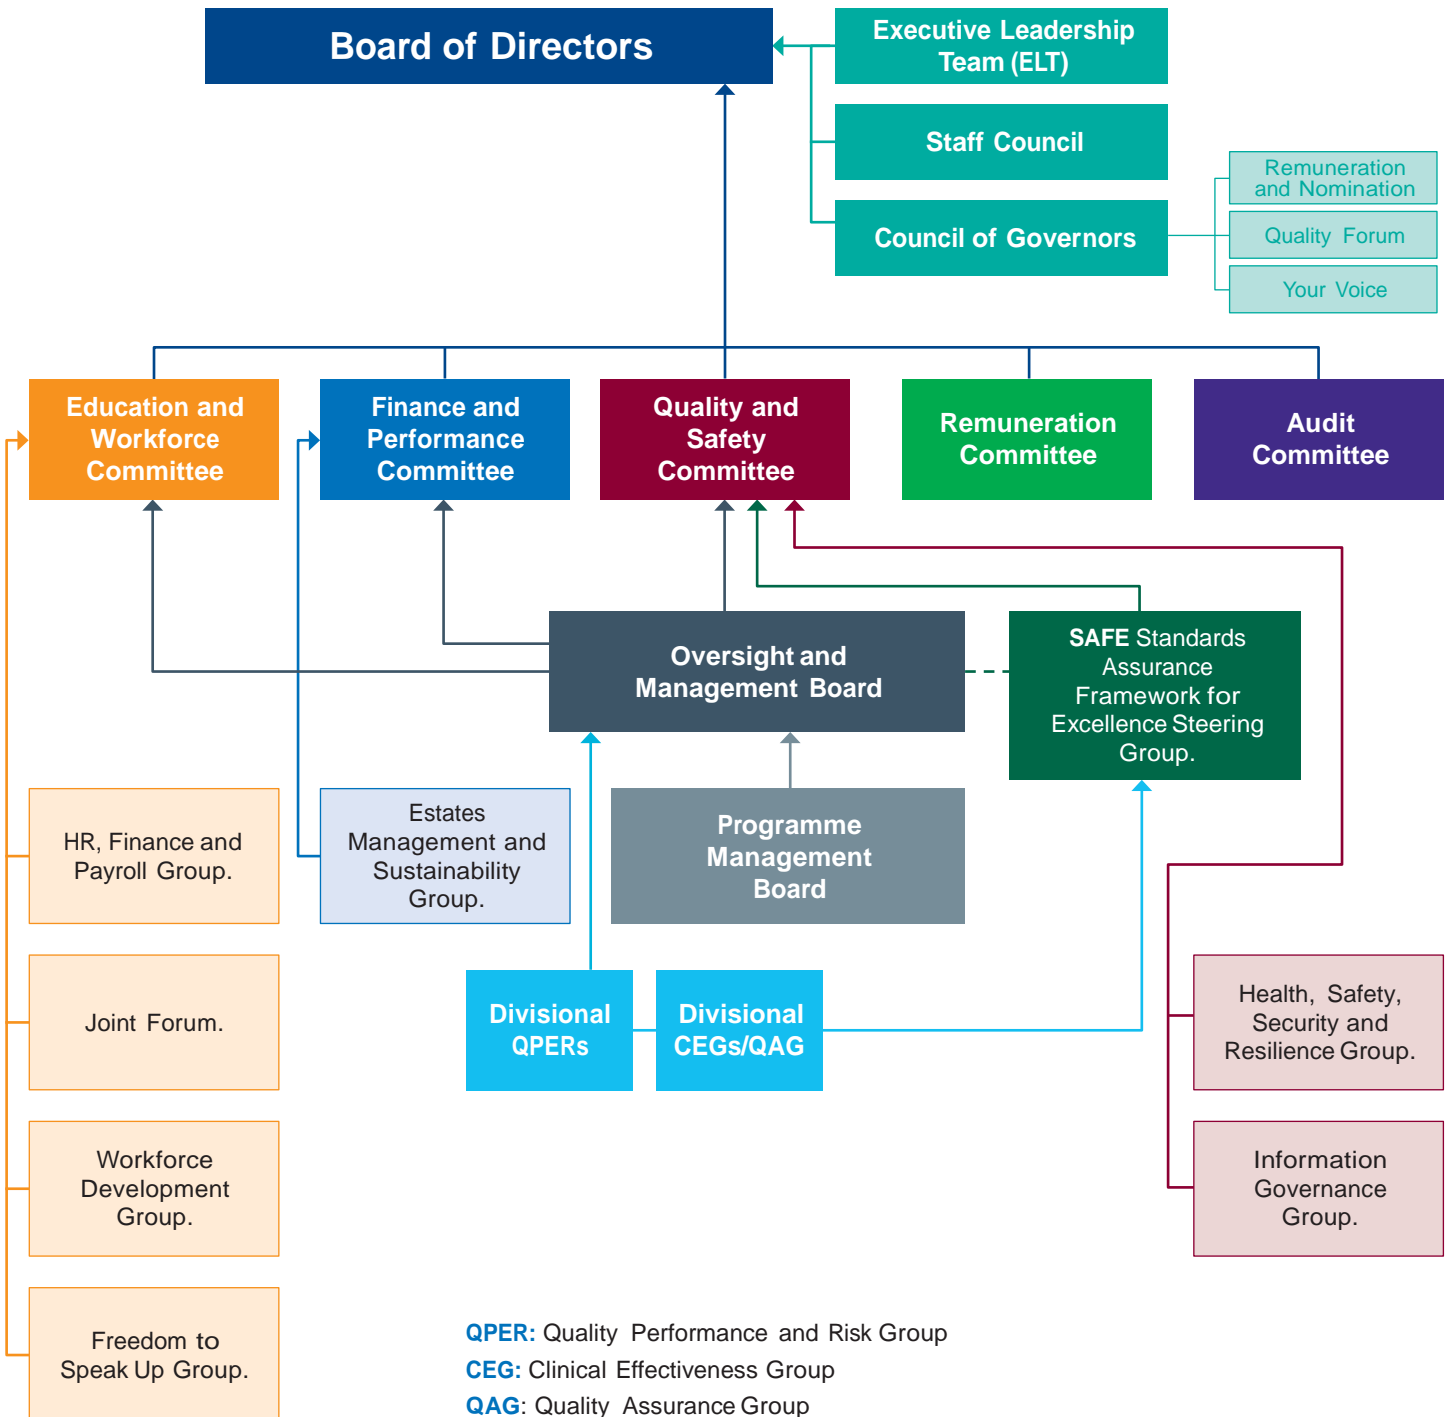 Board of Directors
Executive Leadership
Team (ELT)
Staff Council
Council of Governors
Remuneration
and Nomination
Quality Forum
Your Voice
Education and
Workforce
Committee
Finance and
Performance
Committee
Quality and
Safety
Committee
Remuneration
Committee
Audit
Committee
Oversight and
Management Board
SAFE Standards
Assurance
Framework for
Excellence Steering
Group.
HR, Finance and
Payroll Group.
Estates
Management and
Sustainability
Group.
Programme
Management
Board
Joint Forum.
Divisional
QPERs
Divisional
CEGs/QAG
Health, Safety,
Security and
Resilience Group.
Workforce
Development
Group.
Information
Governance
Group.
Freedom to
Speak Up Group.
QPER: Quality Performance and Risk Group
CEG: Clinical Effectiveness Group
QAG: Quality Assurance Group